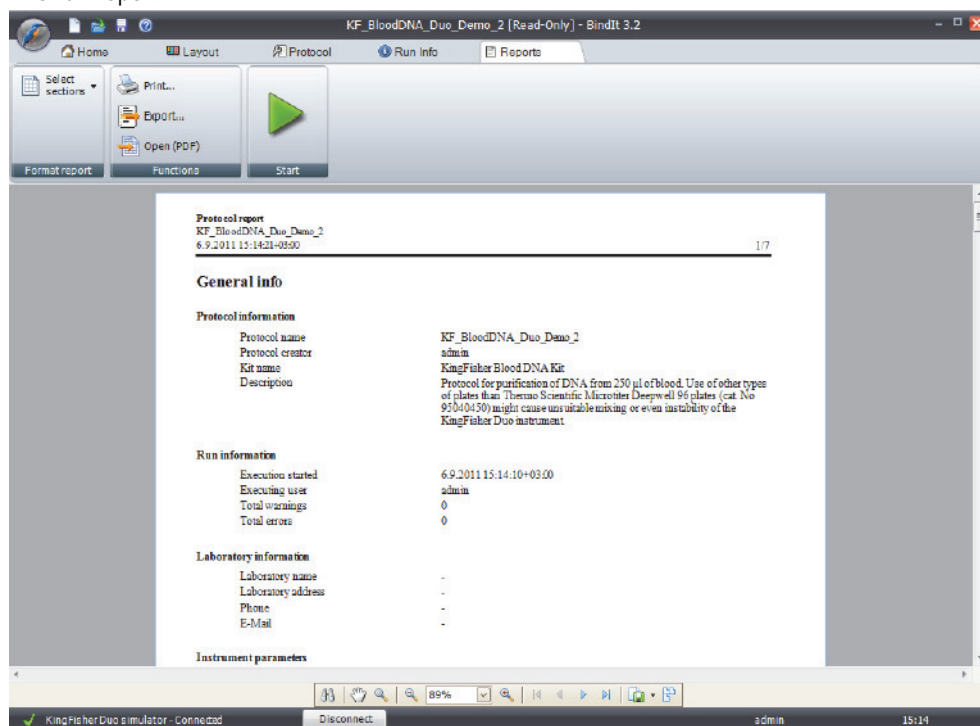 KF_BloodDNA_Duo_Demo_2 [Read-Only] - BindIt 3.2
Home Layout Protocol Run Info Reports
Select sections
Print...
Export...
Open (PDF)
Format report Functions Start
Protocol report
KF_BloodDNA_Duo_Demo_2
6.9.2011 15:14:21+03:00 1/7
General info
Protocol information
Protocol name KF_BloodDNA_Duo_Demo_2
Protocol creator admin
Kit name KingFisher Blood DNA Kit
Description Protocol for purification of DNA from 250 µl of blood. Use of other types
of plates than Thermo Scientific Microtiter Deepwell 96 plates (cat. No
95040450) might cause unsuitable mixing or even instability of the
KingFisher Duo instrument.
Run information
Execution started 6.9.2011 15:14:10+03:00
Executing user admin
Total warnings 0
Total errors 0
Laboratory information
Laboratory name -
Laboratory address -
Phone -
E-Mail -
Instrument parameters
89%
KingFisher Duo simulator - Connected Disconnect admin 15:14